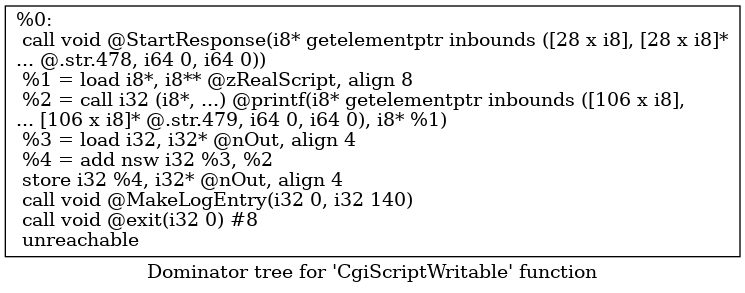 %0:
call void @StartResponse(i8* getelementptr inbounds ([28 x i8], [28 x i8]*
... @.str.478, i64 0, i64 0))
%1 = load i8*, i8** @zRealScript, align 8
%2 = call i32 (i8*, ...) @printf(i8* getelementptr inbounds ([106 x i8],
... [106 x i8]* @.str.479, i64 0, i64 0), i8* %1)
%3 = load i32, i32* @nOut, align 4
%4 = add nsw i32 %3, %2
store i32 %4, i32* @nOut, align 4
call void @MakeLogEntry(i32 0, i32 140)
call void @exit(i32 0) #8
unreachable
Dominator tree for 'CgiScriptWritable' function